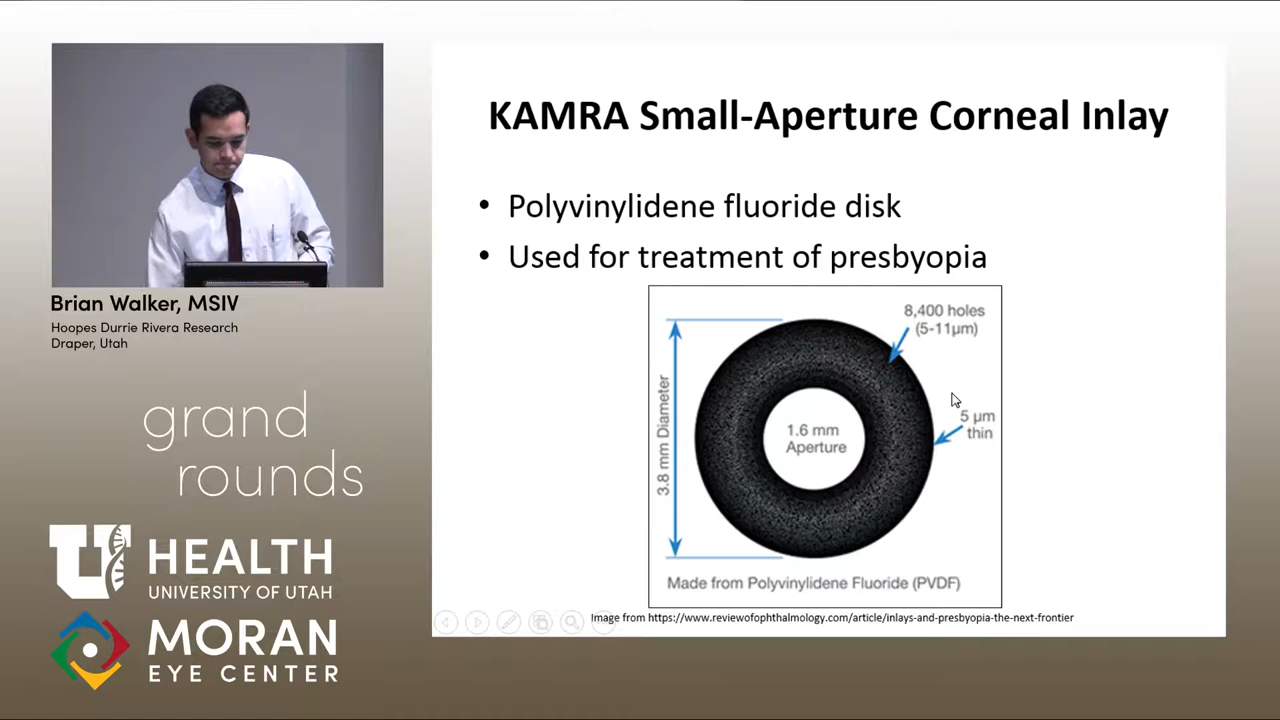 KAMRA Small-Aperture Corneal Inlay
• Polyvinylidene fluoride disk
• Used for treatment of presbyopia
8,400 holes
(5-11µm)
3.8 mm Diameter
1.6 mm
Aperture
5 µm
thin
Made from Polyvinylidene Fluoride (PVDF)
Image from https://www.reviewofophthalmology.com/article/inlays-and-presbyopia-the-next-frontier
Brian Walker, MSIV
Hoopes Durrie Rivera Research
Draper, Utah
grand
rounds
U HEALTH
UNIVERSITY OF UTAH
MORAN
EYE CENTER